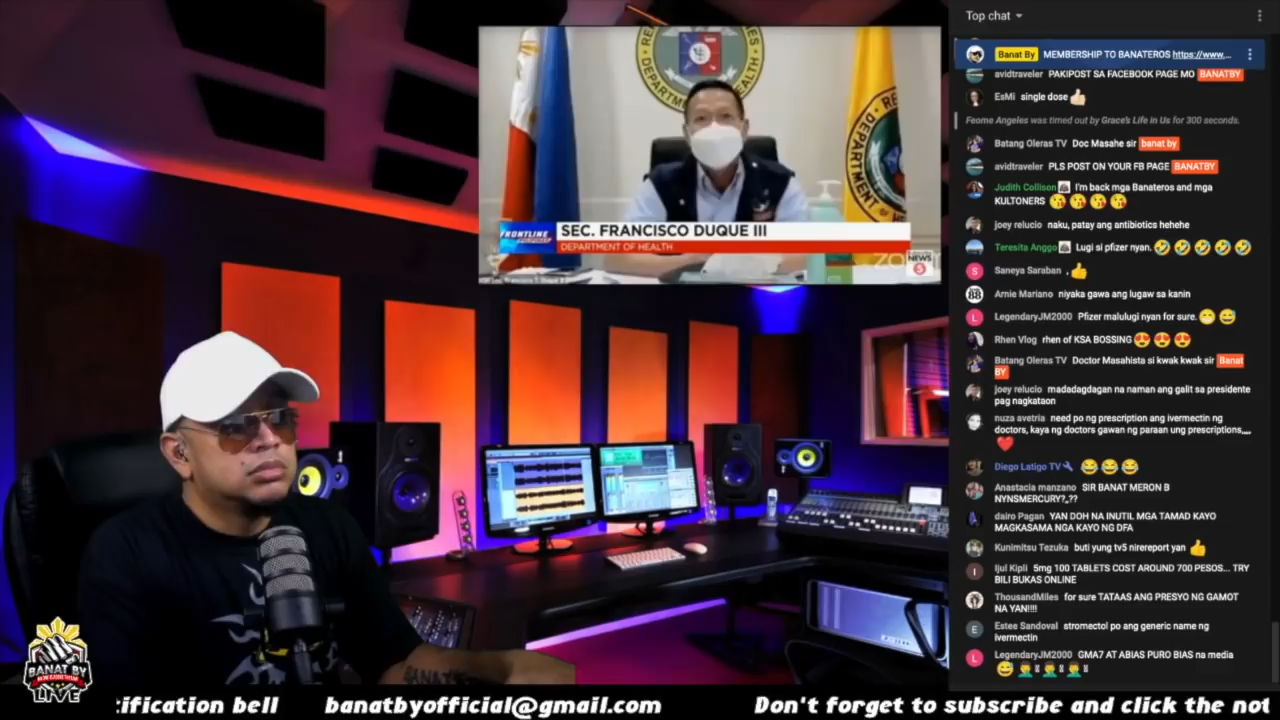 Top chat
Banat By MEMBERSHIP TO BANATEROS https://www,...
avidtraveler PAKIPOST SA FACEBOOK PAGE MO BANATBY
EsMi single dose
Feome Angeles was timed out by Grace's Life in Us for 300 seconds.
Batang Oleras TV Doc Masahe sir banat by
avidtraveler PLS POST ON YOUR FB PAGE BANATBY
Judith Collison I'm back mga Banateros and mga
KULTONERS
joey relucio naku, patay ang antibiotics hehehe
Teresita Anggo Lugi si pfizer nyan.
S Saneya Saraban ,
88 Arnie Mariano niyaka gawa ang lugaw sa kanin
L LegendaryJM2000 Pfizer malulugi nyan for sure.
Rhen Vlog rhen of KSA BOSSING
Batang Oleras TV Doctor Masahista si kwak kwak sir Banat
BY
joey relucio madadagdagan na naman ang galit sa presidente
pag nagkataon
nuza avetria need po ng prescription ang ivermectin ng
doctors, kaya ng doctors gawan ng paraan ung prescriptions,,,,
Diego Latigo TV
Anastacia manzano SIR BANAT MERON B
NYNSMERCURY?,,??
dairo Pagan YAN DOH NA INUTIL MGA TAMAD KAYO
MAGKASAMA NGA KAYO NG DFA
Kunimitsu Tezuka buti yung tv5 nirereport yan
I Ijul Kipli 5mg 100 TABLETS COST AROUND 700 PESOS... TRY
BILI BUKAS ONLINE
ThousandMiles for sure TATAAS ANG PRESYO NG GAMOT
NA YAN!!!!
E Estee Sandoval stromectol po ang generic name ng
ivermectin
L LegendaryJM2000 GMA7 AT ABIAS PURO BIAS na media
DEPARTMENT OF HEALTH
FRONTLINE
PILIPINAS
SEC. FRANCISCO DUQUE III
DEPARTMENT OF HEALTH
NEWS
5
BANAT BY
LIVE
:ification bell banatbyofficial@gmail.com Don't forget to subscribe and click the not